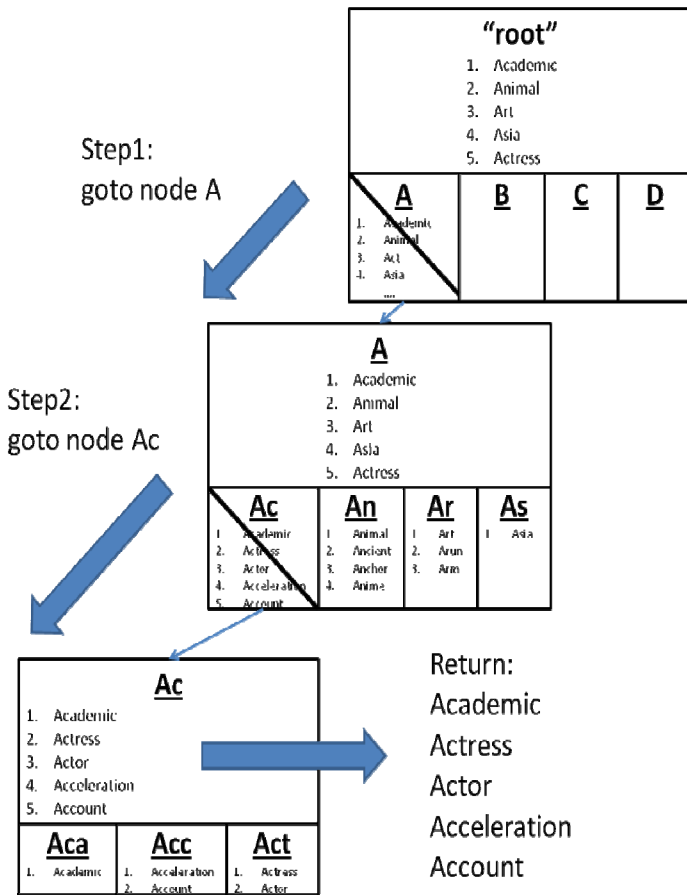 “root”
1. Academic
2. Animal
3. Art
4. Asia
5. Actress
Step1:
goto node A
A
1. Academic
2. Animal
3. Act
4. Asia
....
B
C
D
A
1. Academic
2. Animal
3. Art
4. Asia
5. Actress
Step2:
goto node Ac
Ac
1 Academic
2. Actress
3. Actor
4. Acceleration
5. Account
An
1 Animal
2. Ancient
3. Anchor
4. Anime
Ar
1 Art
2. Arun
3. Arm
As
1 Asia
Ac
1. Academic
2. Actress
3. Actor
4. Acceleration
5. Account
Aca
1. Academic
Acc
1. Acceleration
2. Account
Act
1. Actress
2. Actor
Return:
Academic
Actress
Actor
Acceleration
Account